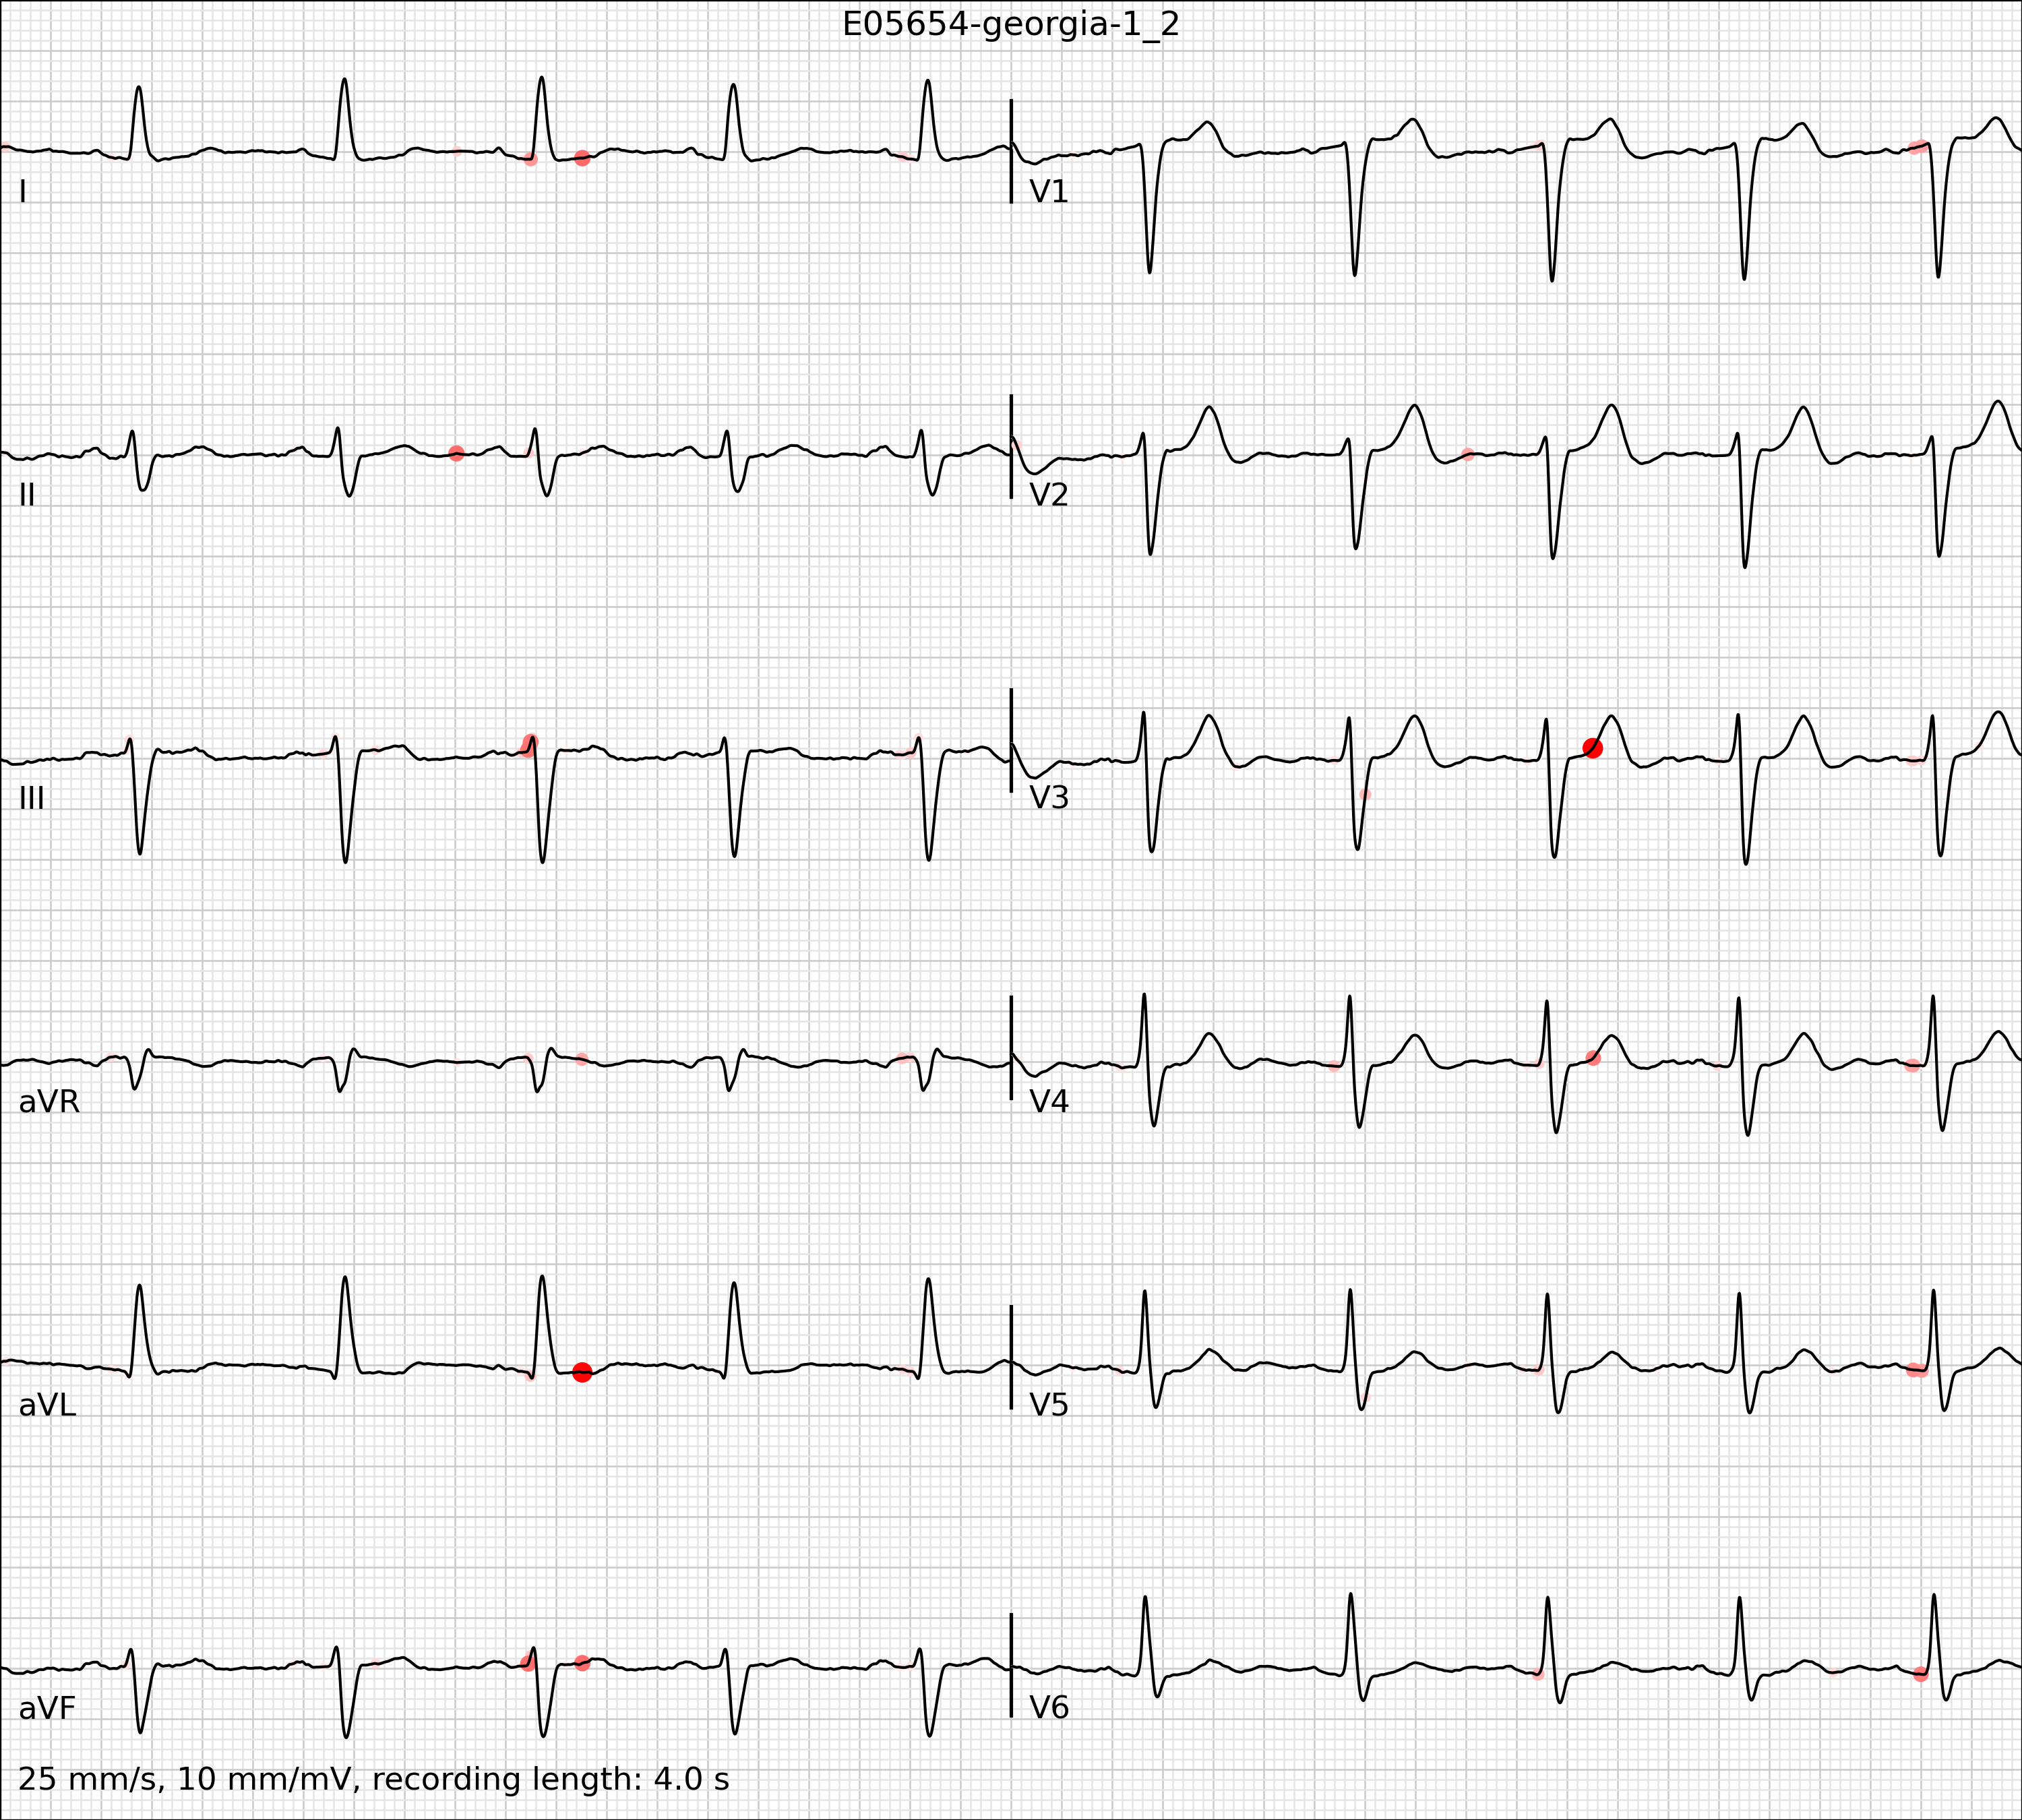 E05654-georgia-1_2
I
V1
II
V2
III
V3
aVR
V4
aVL
V5
aVF
V6
25 mm/s, 10 mm/mV, recording length: 4.0 s